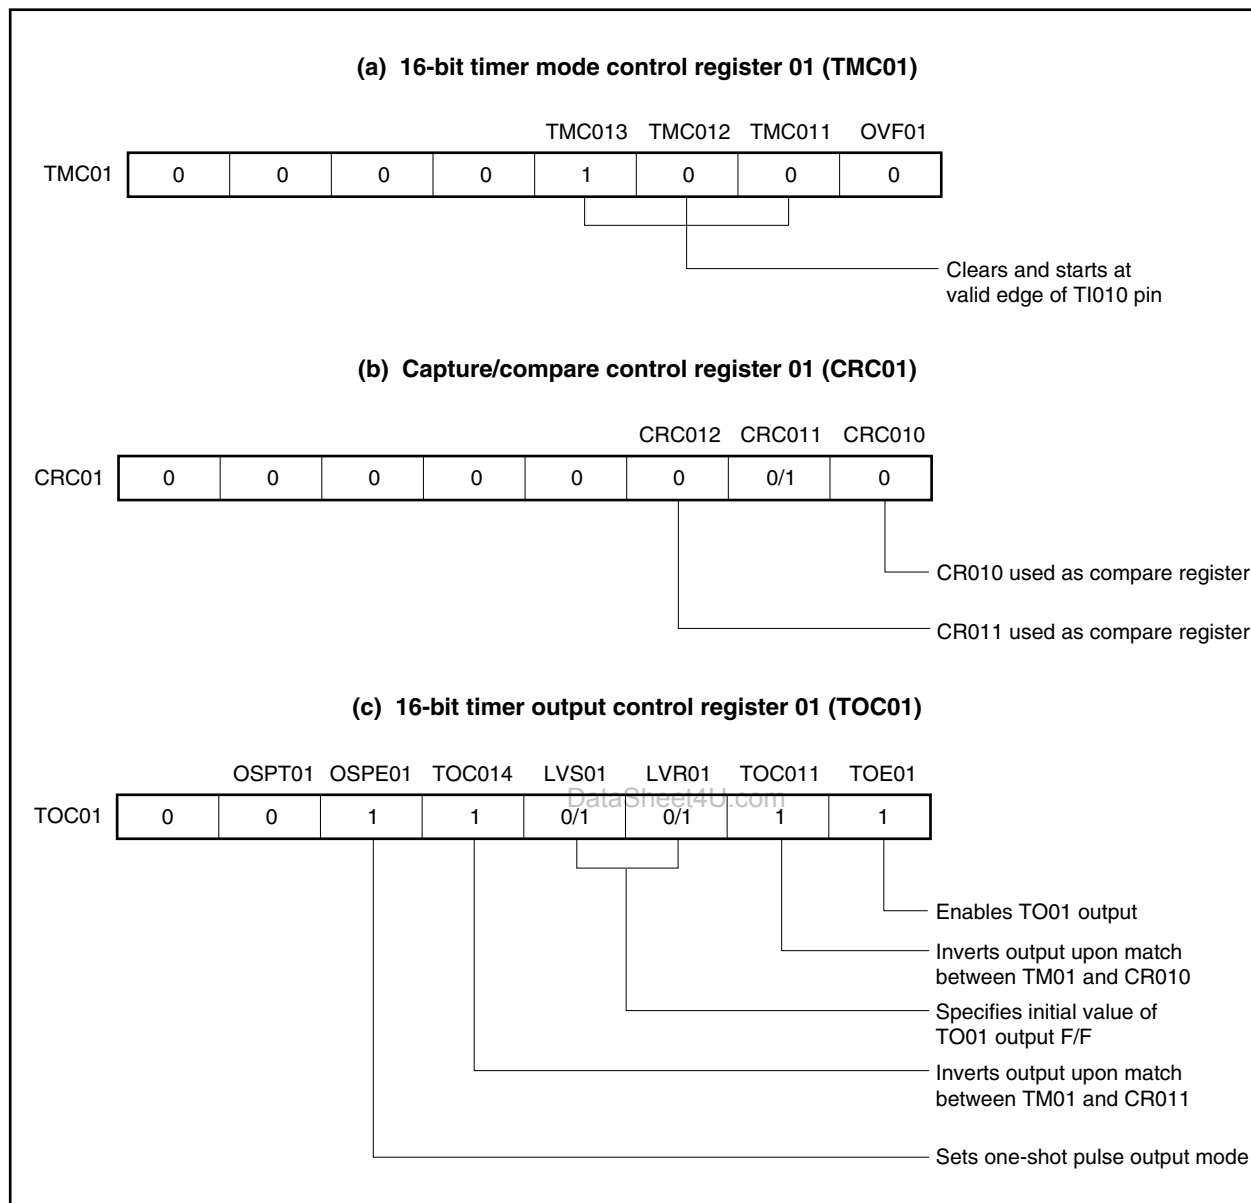 (a) 16-bit timer mode control register 01 (TMC01)
TMC013 TMC012 TMC011 OVF01
TMC01 0 0 0 0 1 0 0 0
Clears and starts at
valid edge of TI010 pin
(b) Capture/compare control register 01 (CRC01)
CRC012 CRC011 CRC010
CRC01 0 0 0 0 0 0 0/1 0
CR010 used as compare register
CR011 used as compare register
(c) 16-bit timer output control register 01 (TOC01)
OSPT01 OSPE01 TOC014 LVS01 LVR01 TOC011 TOE01
DataSheet4U.com
TOC01 0 0 1 1 0/1 0/1 1 1
Enables TO01 output
Inverts output upon match
between TM01 and CR010
Specifies initial value of
TO01 output F/F
Inverts output upon match
between TM01 and CR011
Sets one-shot pulse output mode